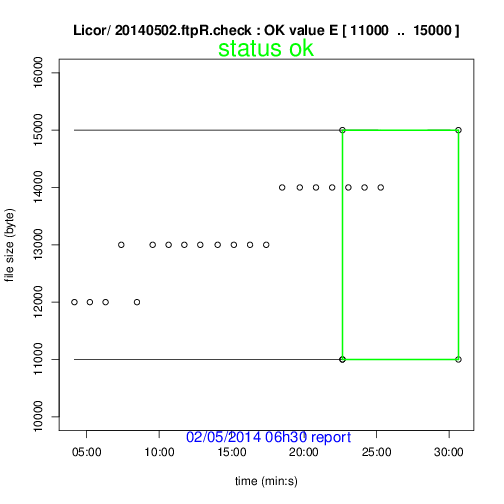 Licor/ 20140502.ftpR.check : OK value E [ 11000 .. 15000 ]
status ok
16000
15000
14000
13000
12000
11000
10000
file size (byte)
02/05/2014 06h30 report
05:00 10:00 15:00 20:00 25:00 30:00
time (min:s)